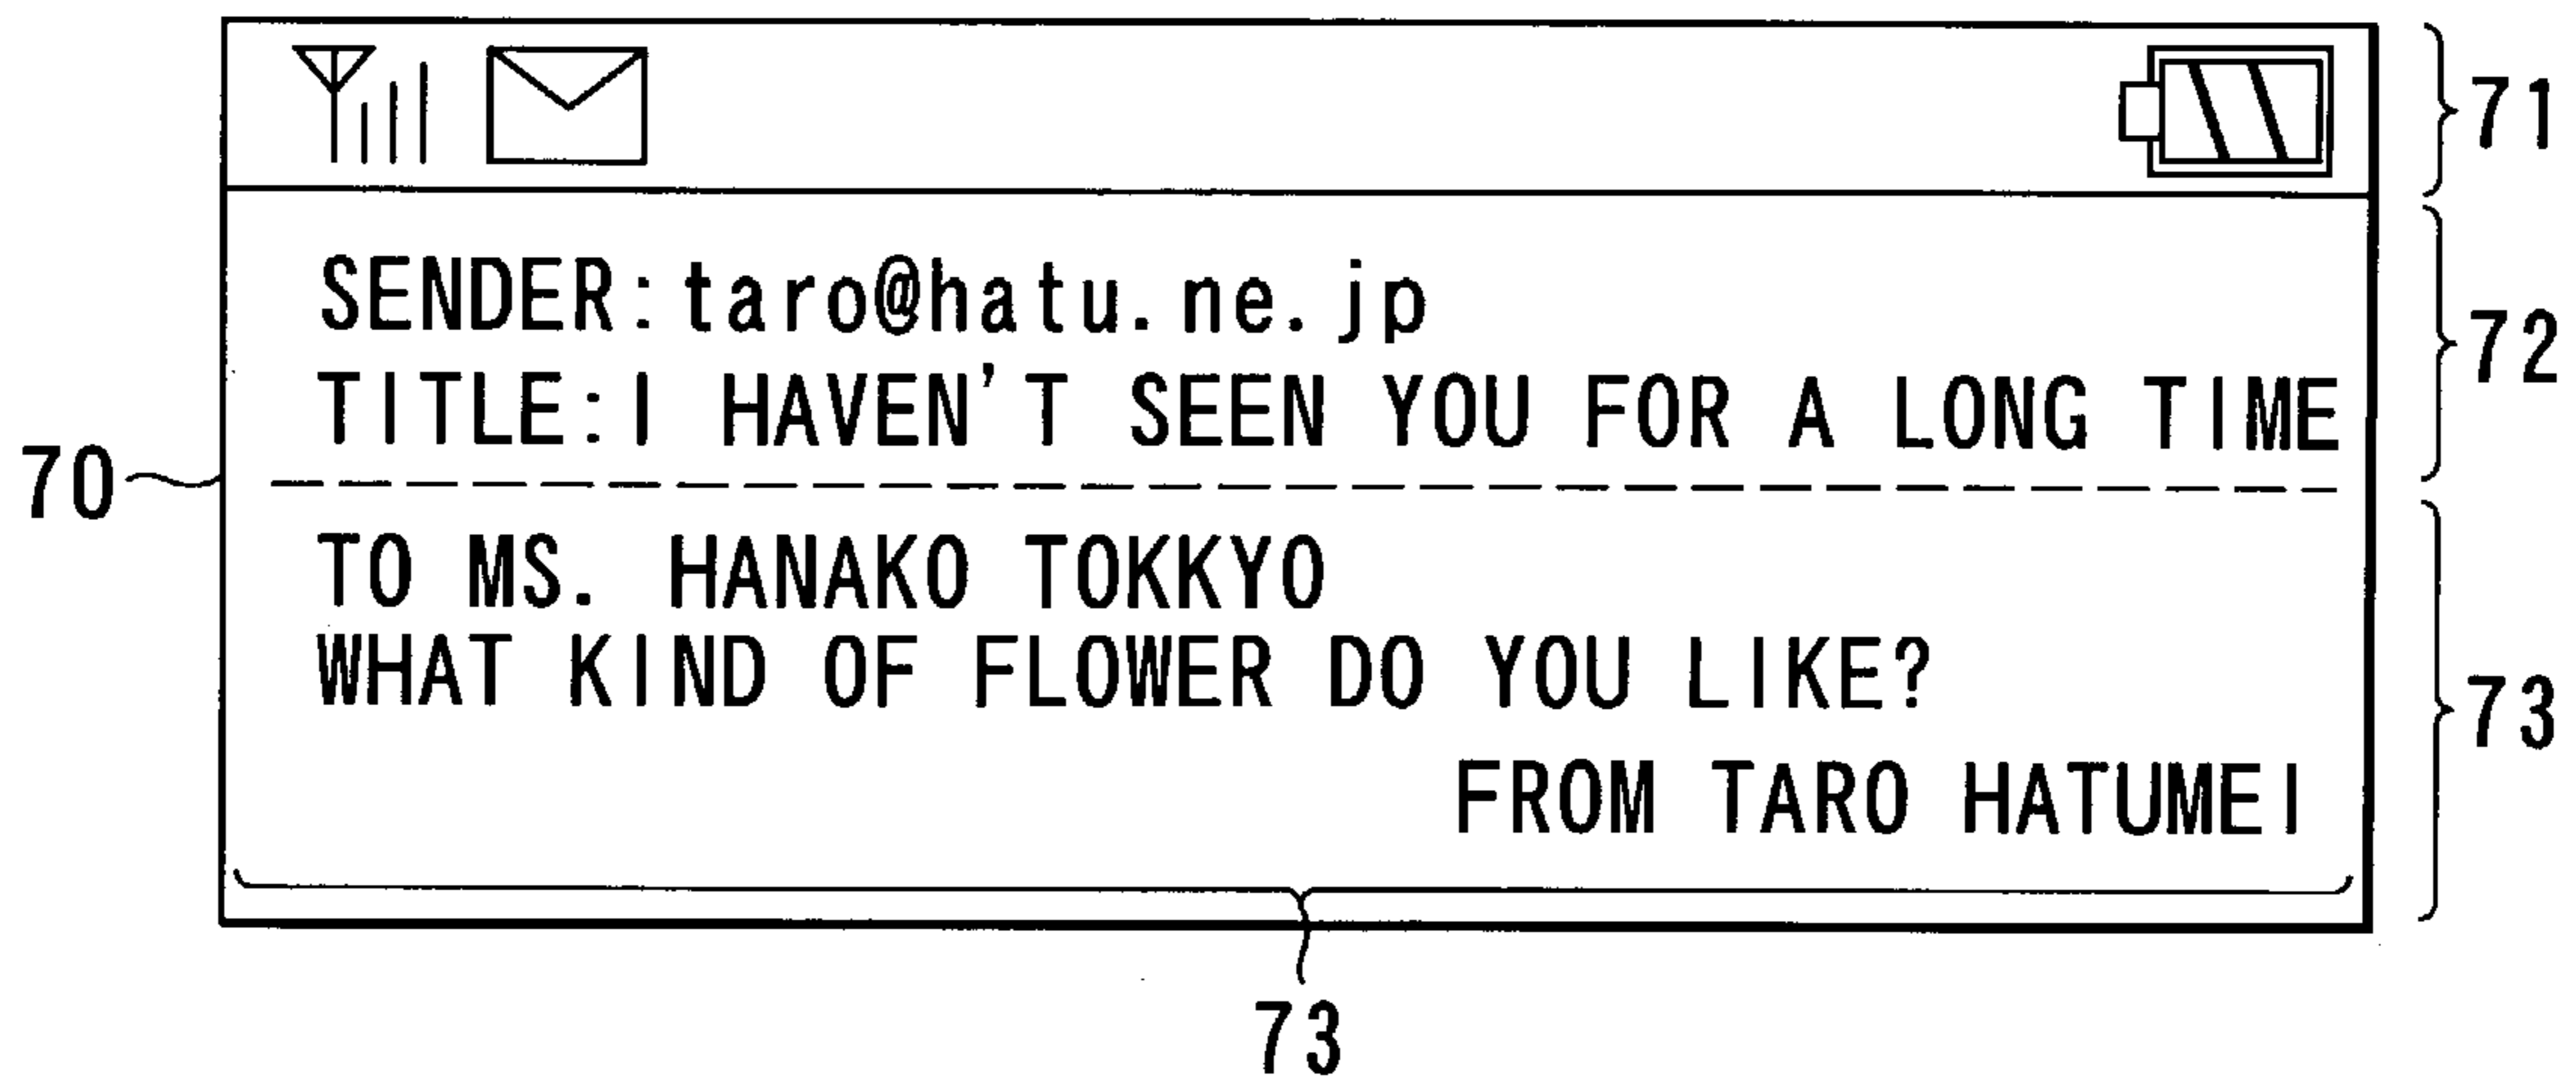 71
SENDER:taro@hatu.ne.jp
72
TITLE:I HAVEN'T SEEN YOU FOR A LONG TIME
70
TO MS. HANAKO TOKKYO
WHAT KIND OF FLOWER DO YOU LIKE?
73
FROM TARO HATUMEI
73